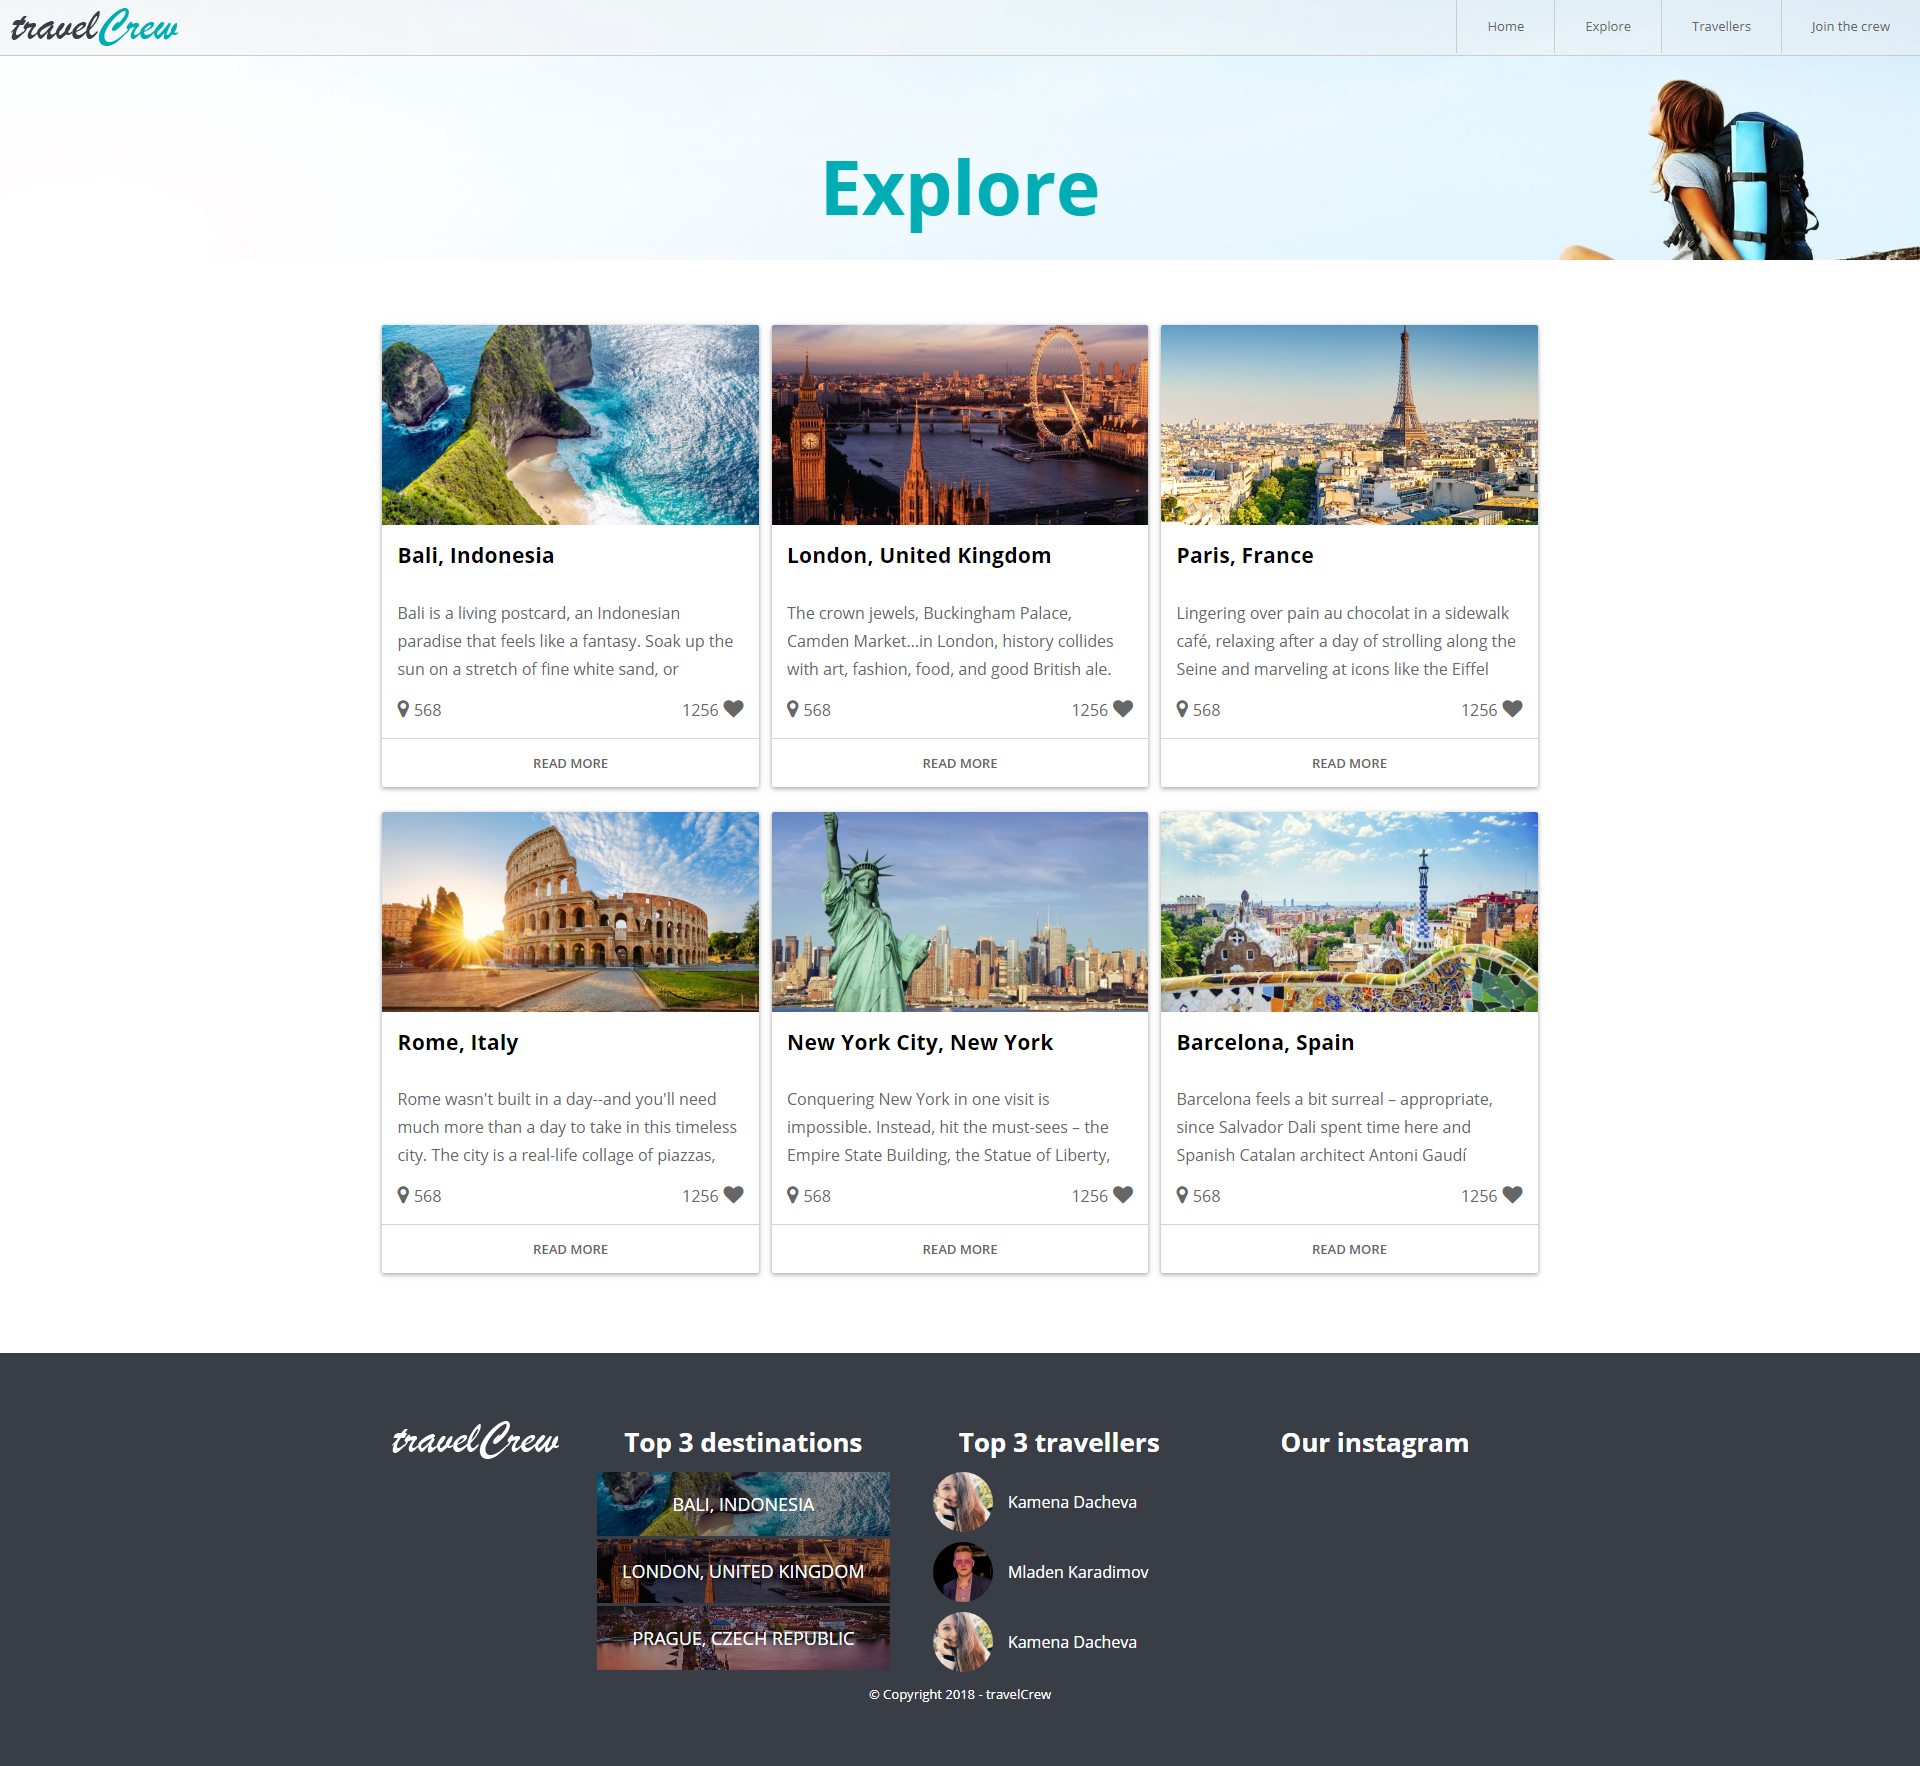 travelCrew
Home
Explore
Travellers
Join the crew
Explore
Bali, Indonesia
Bali is a living postcard, an Indonesian
paradise that feels like a fantasy. Soak up the
sun on a stretch of fine white sand, or
568
1256
READ MORE
London, United Kingdom
The crown jewels, Buckingham Palace,
Camden Market...in London, history collides
with art, fashion, food, and good British ale.
568
1256
READ MORE
Paris, France
Lingering over pain au chocolat in a sidewalk
café, relaxing after a day of strolling along the
Seine and marveling at icons like the Eiffel
568
1256
READ MORE
Rome, Italy
Rome wasn't built in a day--and you'll need
much more than a day to take in this timeless
city. The city is a real-life collage of piazzas,
568
1256
READ MORE
New York City, New York
Conquering New York in one visit is
impossible. Instead, hit the must-sees – the
Empire State Building, the Statue of Liberty,
568
1256
READ MORE
Barcelona, Spain
Barcelona feels a bit surreal – appropriate,
since Salvador Dali spent time here and
Spanish Catalan architect Antoni Gaudí
568
1256
READ MORE
travelCrew
Top 3 destinations
BALI, INDONESIA
LONDON, UNITED KINGDOM
PRAGUE, CZECH REPUBLIC
Top 3 travellers
Kamena Dacheva
Mladen Karadimov
Kamena Dacheva
Our instagram
© Copyright 2018 - travelCrew